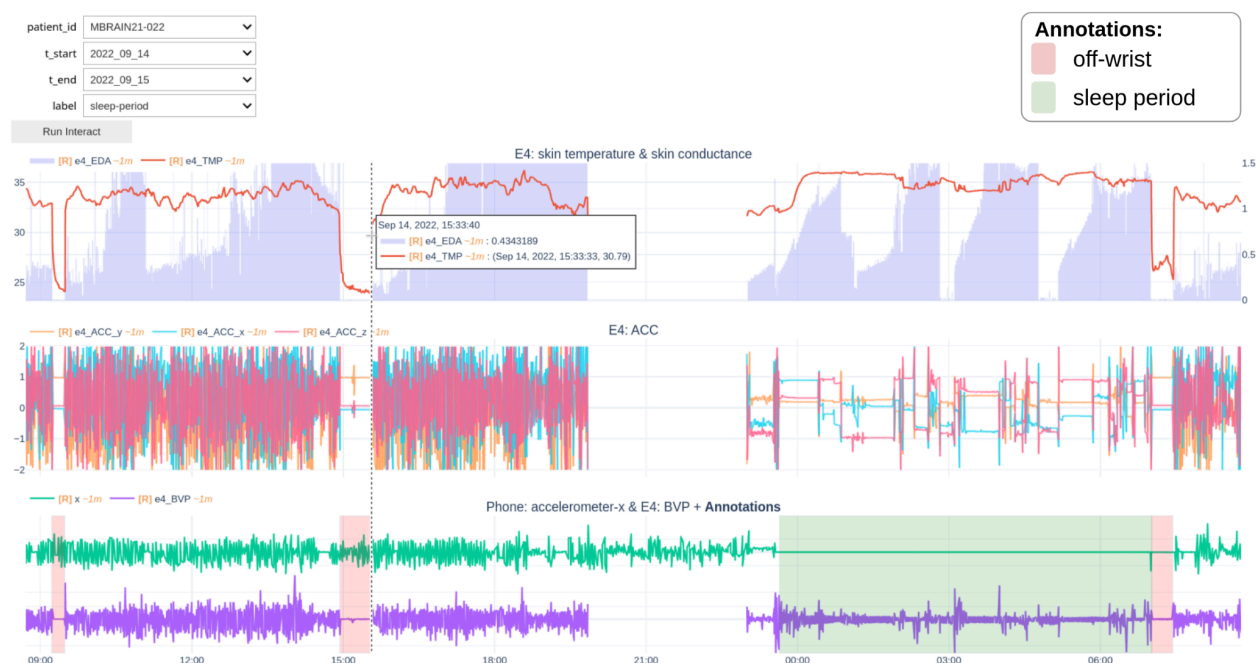 patient_id MBRAIN21-022
t_start 2022_09_14
t_end 2022_09_15
label sleep-period
Run Interact
Annotations:
off-wrist
sleep period
E4: skin temperature & skin conductance
[R] e4_EDA ~1m [R] e4_TMP ~1m
35
30
25
1.5
1
0.5
0
Sep 14, 2022, 15:33:40
[R] e4_EDA ~1m : 0.4343189
[R] e4_TMP ~1m : (Sep 14, 2022, 15:33:33, 30.79)
E4: ACC
[R] e4_ACC_y ~1m [R] e4_ACC_x ~1m [R] e4_ACC_z ~1m
2
1
0
−1
−2
Phone: accelerometer-x & E4: BVP + Annotations
[R] x ~1m [R] e4_BVP ~1m
09:00 12:00 15:00 18:00 21:00 00:00 03:00 06:00